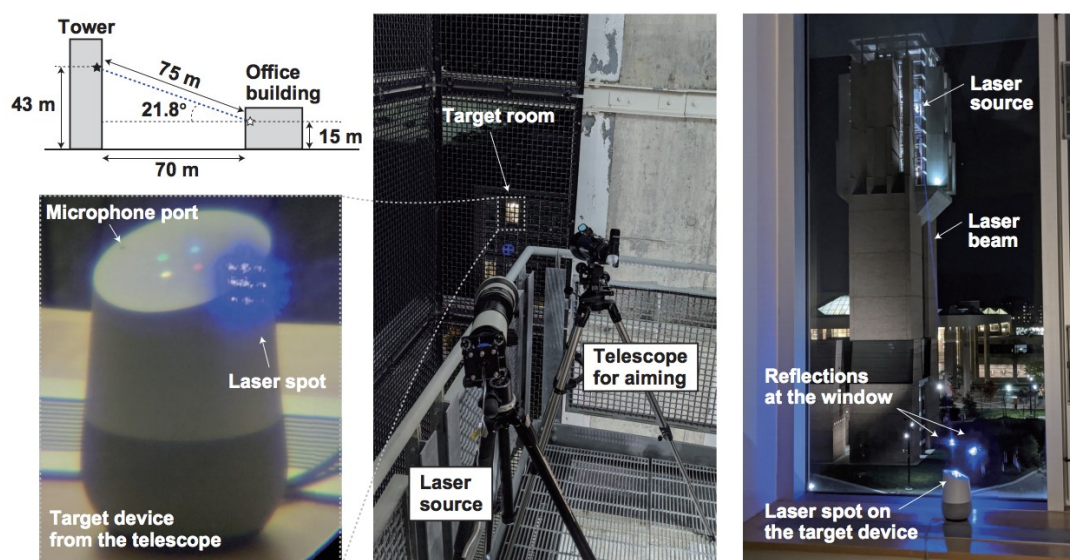 Tower
75 m
Office
building
43 m
21.8°
15 m
70 m
Microphone port
Laser spot
Target device
from the telescope
Target room
Telescope
for aiming
Laser
source
Laser
source
Laser
beam
Reflections
at the window
Laser spot on
the target device